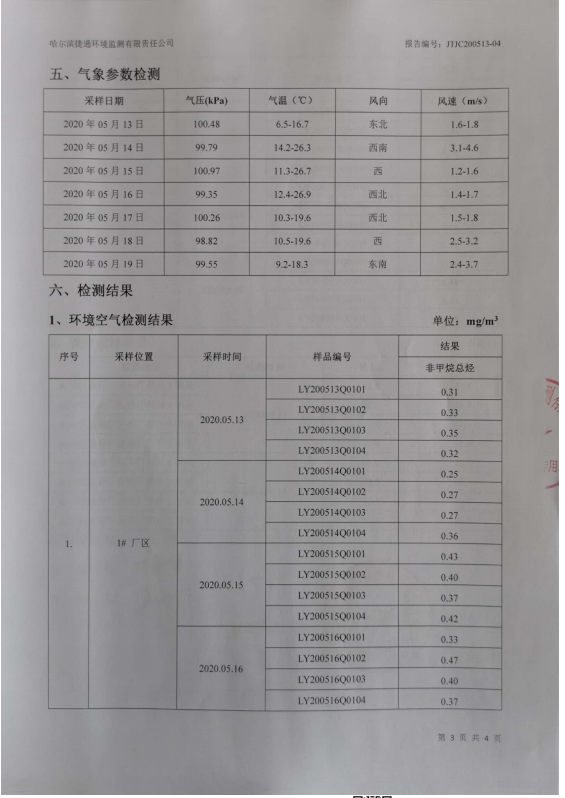 哈尔滨捷通环境监测有限责任公司 报告编号：JTJC200513-04
五、气象参数检测
采样日期 气压(kPa) 气温（℃） 风向 风速（m/s）
2020 年 05 月 13 日 100.48 6.5-16.7 东北 1.6-1.8
2020 年 05 月 14 日 99.79 14.2-26.3 西南 3.1-4.6
2020 年 05 月 15 日 100.97 11.3-26.7 西 1.2-1.6
2020 年 05 月 16 日 99.35 12.4-26.9 西北 1.4-1.7
2020 年 05 月 17 日 100.26 10.3-19.6 西北 1.5-1.8
2020 年 05 月 18 日 98.82 10.5-19.6 西 2.5-3.2
2020 年 05 月 19 日 99.55 9.2-18.3 东南 2.4-3.7
六、检测结果
1、环境空气检测结果 单位：mg/m³
序号 采样位置 采样时间 样品编号 结果
非甲烷总烃
1. 1# 厂区 2020.05.13 LY200513Q0101 0.31
LY200513Q0102 0.33
LY200513Q0103 0.35
LY200513Q0104 0.32
2020.05.14 LY200514Q0101 0.25
LY200514Q0102 0.27
LY200514Q0103 0.27
LY200514Q0104 0.36
2020.05.15 LY200515Q0101 0.43
LY200515Q0102 0.40
LY200515Q0103 0.37
LY200515Q0104 0.42
2020.05.16 LY200516Q0101 0.33
LY200516Q0102 0.47
LY200516Q0103 0.40
LY200516Q0104 0.37
第 3 页 共 4 页